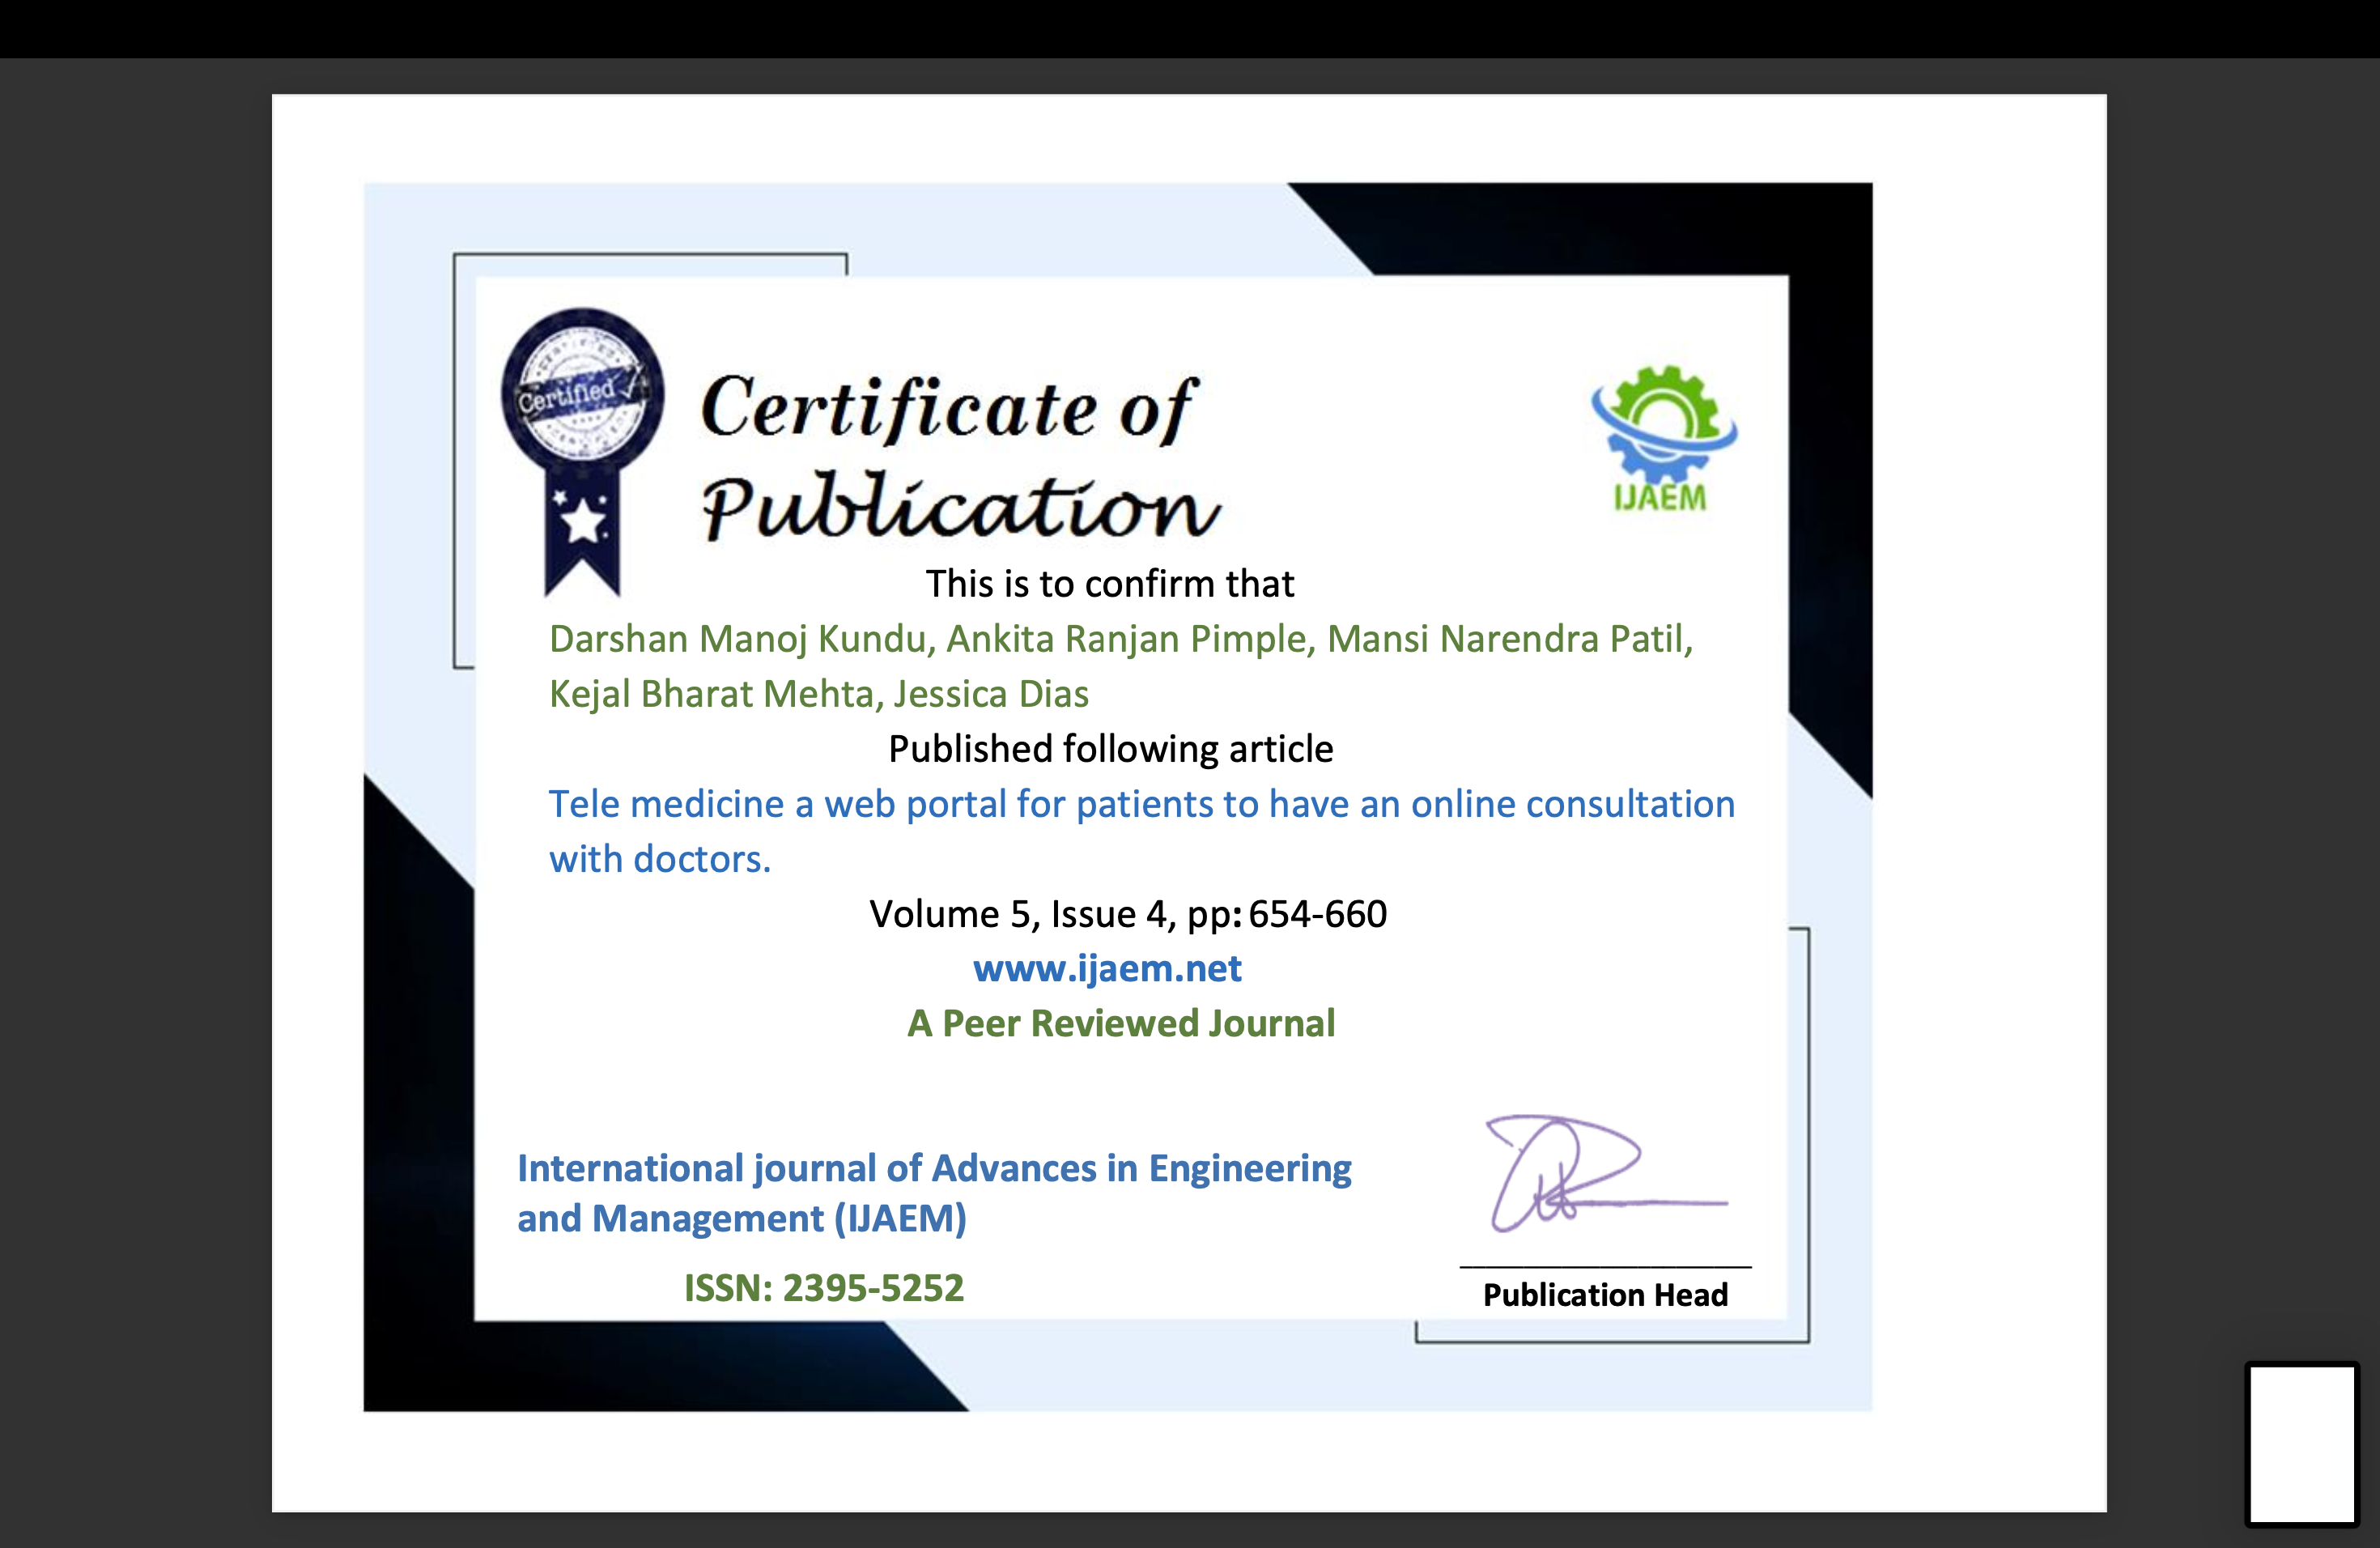 Certified
Certificate of
Publication
IJAEM
This is to confirm that
Darshan Manoj Kundu, Ankita Ranjan Pimple, Mansi Narendra Patil,
Kejal Bharat Mehta, Jessica Dias
Published following article
Tele medicine a web portal for patients to have an online consultation
with doctors.
Volume 5, Issue 4, pp: 654-660
www.ijaem.net
A Peer Reviewed Journal
International journal of Advances in Engineering
and Management (IJAEM)
ISSN: 2395-5252
Publication Head